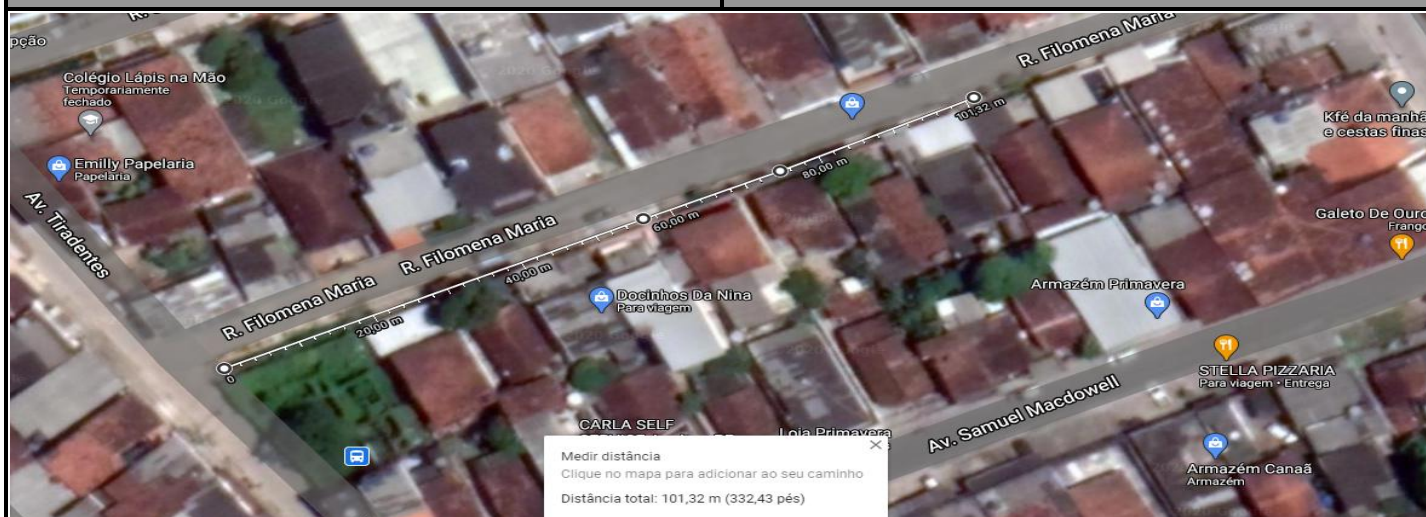 R. Filomena Maria
pção
Colégio Lápis na Mão
Temporariamente
fechado
Emilly Papelaria
Papelaria
Kfé da manhã
e cestas finas
101,32 m
80,00 m
60,00 m
Av. Tiradentes
R. Filomena Maria
Galeto De Ouro
Frango
40,00 m
Armazém Primavera
Docinhos Da Nina
Para viagem
R. Filomena Maria
20,00 m
0
STELLA PIZZARIA
Para viagem • Entrega
Av. Samuel Macdowell
CARLA SELF
Loja Primavera
Medir distância
Clique no mapa para adicionar ao seu caminho
Distância total: 101,32 m (332,43 pés)
Armazém Canaã
Armazém